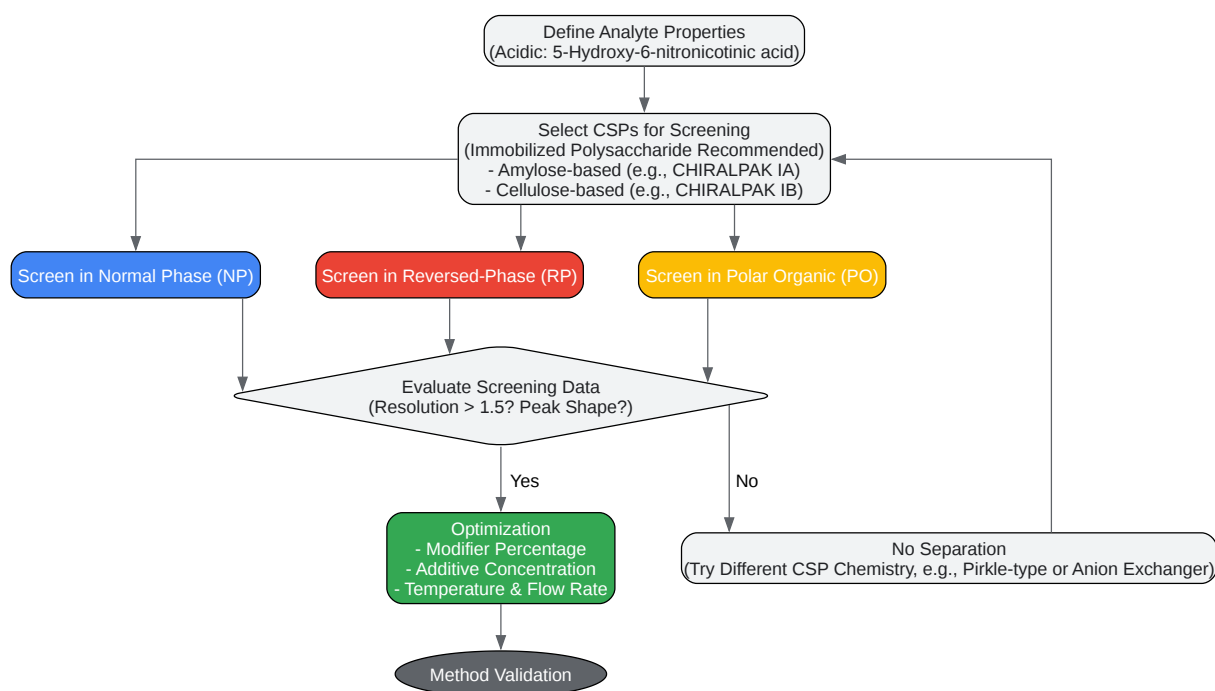 Define Analyte Properties
(Acidic: 5-Hydroxy-6-nitronicotinic acid)
Select CSPs for Screening
(Immobilized Polysaccharide Recommended)
- Amylose-based (e.g., CHIRALPAK IA)
- Cellulose-based (e.g., CHIRALPAK IB)
Screen in Normal Phase (NP)
Screen in Reversed-Phase (RP)
Screen in Polar Organic (PO)
Evaluate Screening Data
(Resolution > 1.5? Peak Shape?)
Yes
No
Optimization
- Modifier Percentage
- Additive Concentration
- Temperature & Flow Rate
No Separation
(Try Different CSP Chemistry, e.g., Pirkle-type or Anion Exchanger)
Method Validation